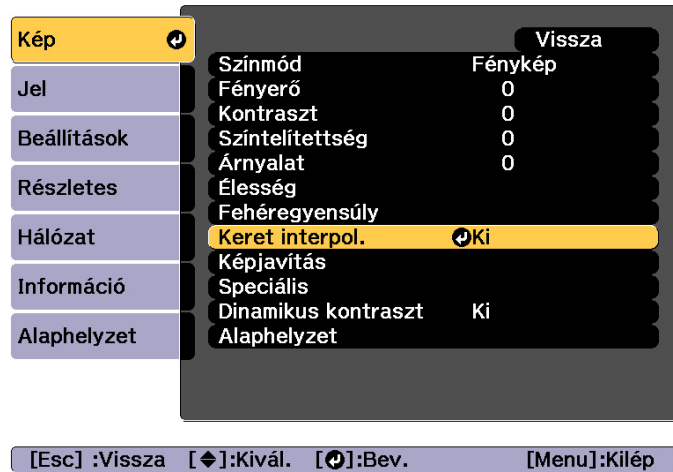 Kép
Jel
Beállítások
Részletes
Hálózat
Információ
Alaphelyzet
Vissza
Színmód Fénykép
Fényerő 0
Kontraszt 0
Színtelítettség 0
Árnyalat 0
Élesség
Fehéregyensúly
Keret interpol. Ki
Képjavítás
Speciális
Dinamikus kontraszt Ki
Alaphelyzet
[Esc] :Vissza [◆]:Kivál. [↵]:Bev. [Menu]:Kilép